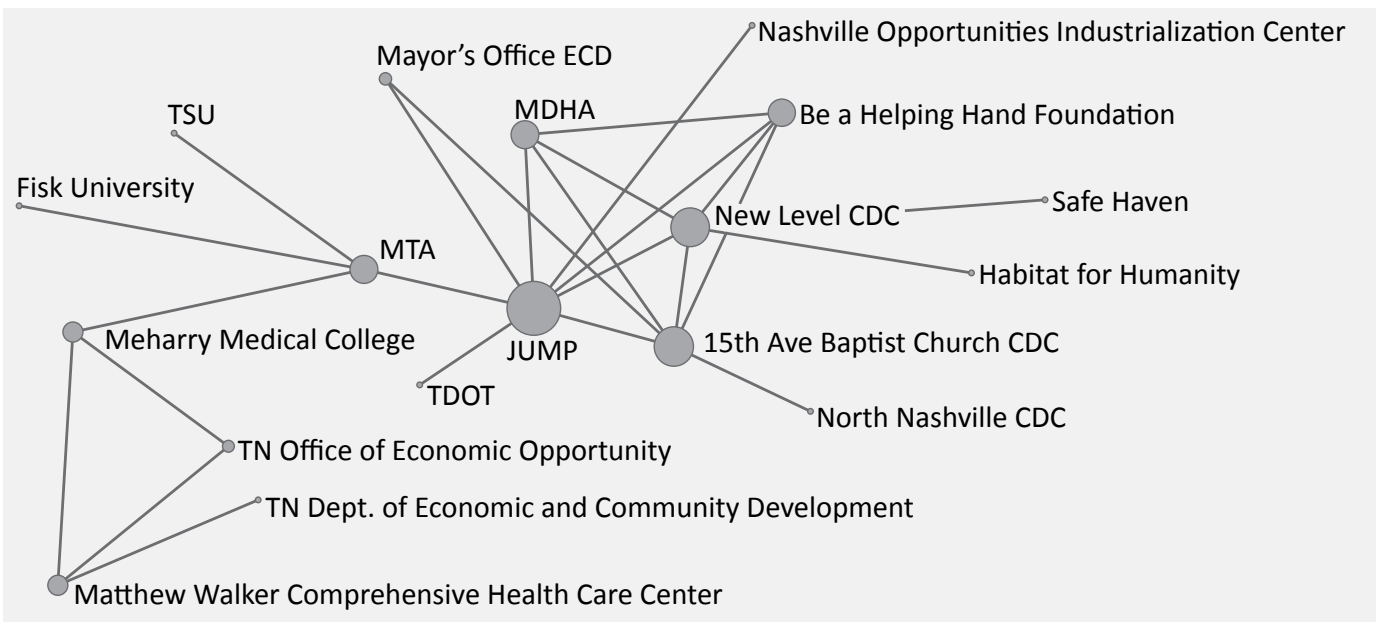 Nashville Opportunities Industrialization Center
Mayor’s Office ECD
MDHA
TSU
Be a Helping Hand Foundation
Fisk University
Safe Haven
New Level CDC
MTA
Habitat for Humanity
Meharry Medical College
15th Ave Baptist Church CDC
JUMP
TDOT
North Nashville CDC
TN Office of Economic Opportunity
TN Dept. of Economic and Community Development
Matthew Walker Comprehensive Health Care Center